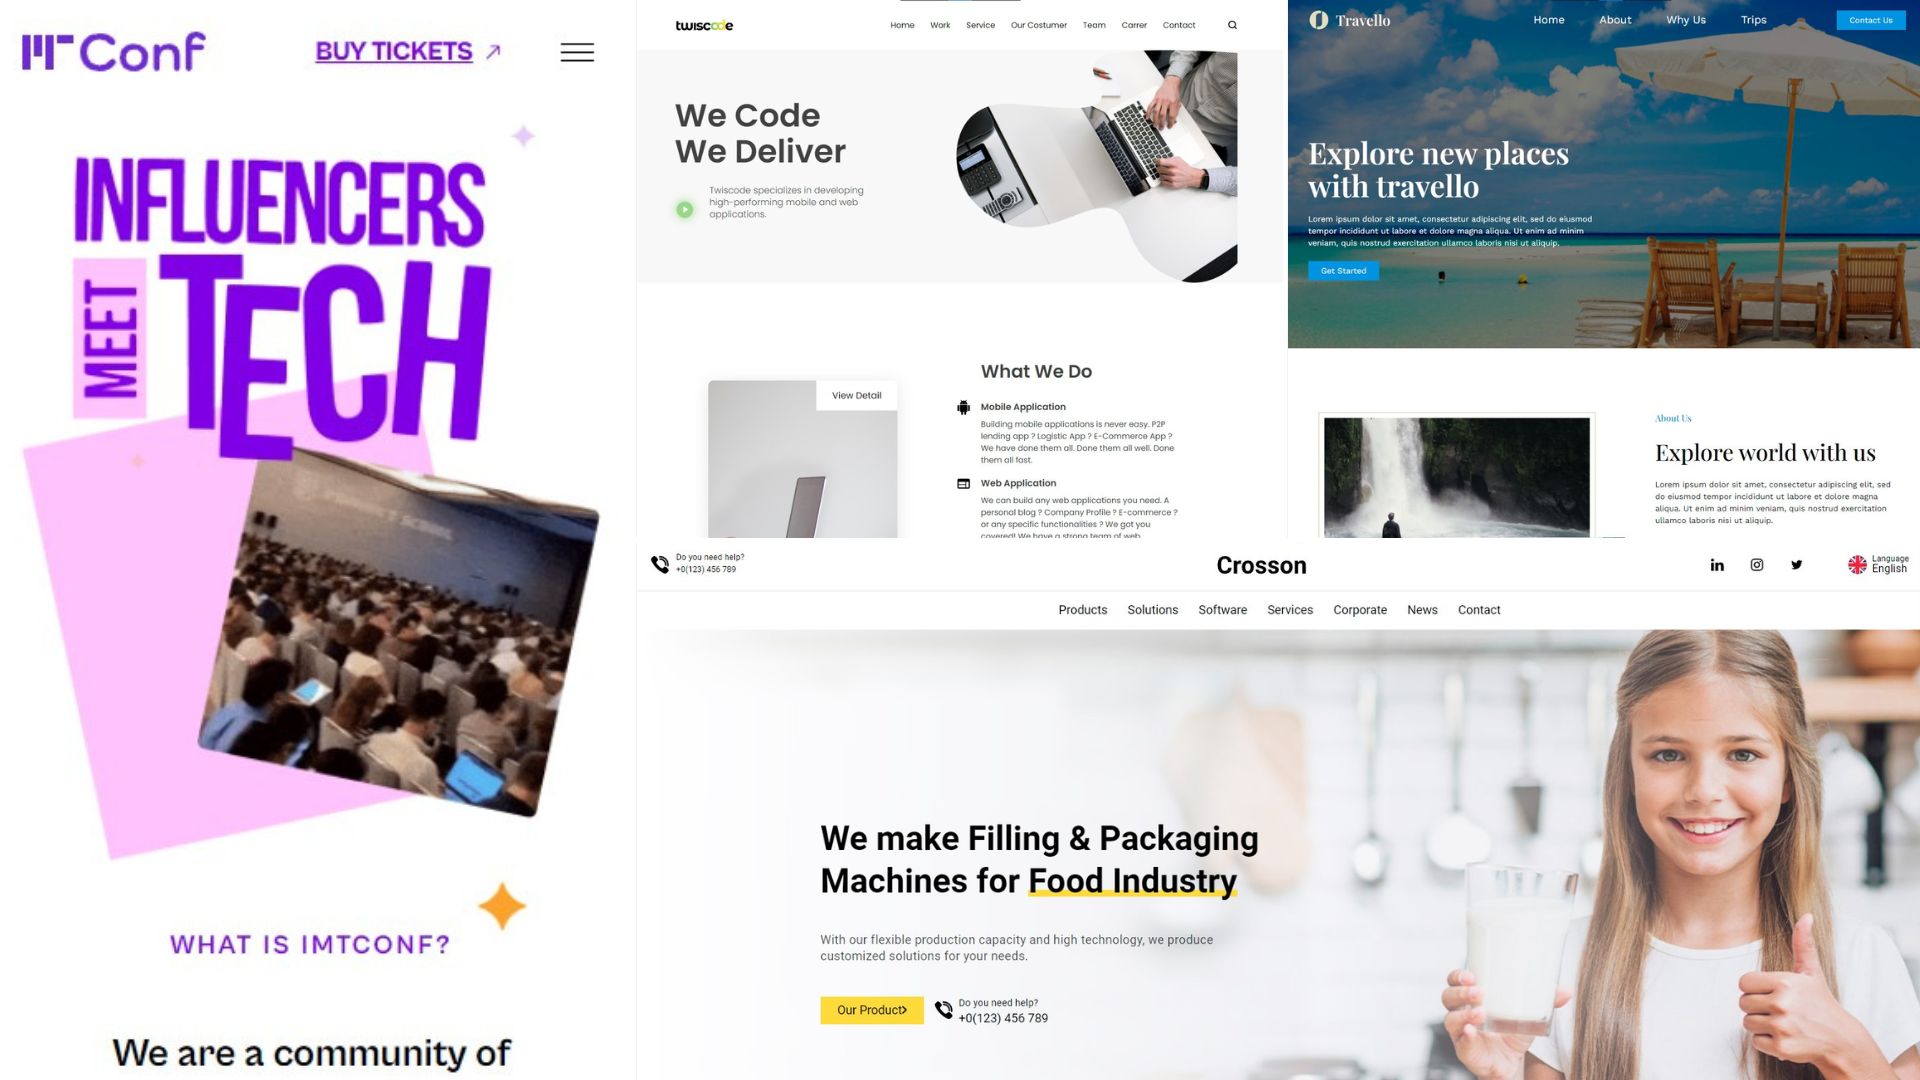 Conf
BUY TICKETS
INFLUENCERS
MEET
TECH
WHAT IS IMTCONF?
We are a community of
twiscode
Home Work Service Our Costumer Team Carrer Contact
We Code
We Deliver
Twiscode specializes in developing
high-performing mobile and web
applications.
View Detail
What We Do
Mobile Application
Building mobile applications is never easy. P2P
lending app ? Logistic App ? E-Commerce App ?
We have done them all. Done them all well. Done
them all fast.
Web Application
We can build any web applications you need. A
personal blog ? Company Profile ? E-commerce ?
or any specific functionalities ? We got you
covered! We have a strong team of web
Travello
Home About Why Us Trips
Contact Us
Explore new places
with travello
Lorem ipsum dolor sit amet, consectetur adipiscing elit, sed do eiusmod
tempor incididunt ut labore et dolore magna aliqua. Ut enim ad minim
veniam, quis nostrud exercitation ullamco laboris nisi ut aliquip.
Get Started
About Us
Explore world with us
Lorem ipsum dolor sit amet, consectetur adipiscing elit, sed
do eiusmod tempor incididunt ut labore et dolore magna
aliqua. Ut enim ad minim veniam, quis nostrud exercitation
ullamco laboris nisi ut aliquip.
Do you need help?
+0(123) 456 789
Crosson
Language
English
Products Solutions Software Services Corporate News Contact
We make Filling & Packaging
Machines for Food Industry
With our flexible production capacity and high technology, we produce
customized solutions for your needs.
Our Product
Do you need help?
+0(123) 456 789